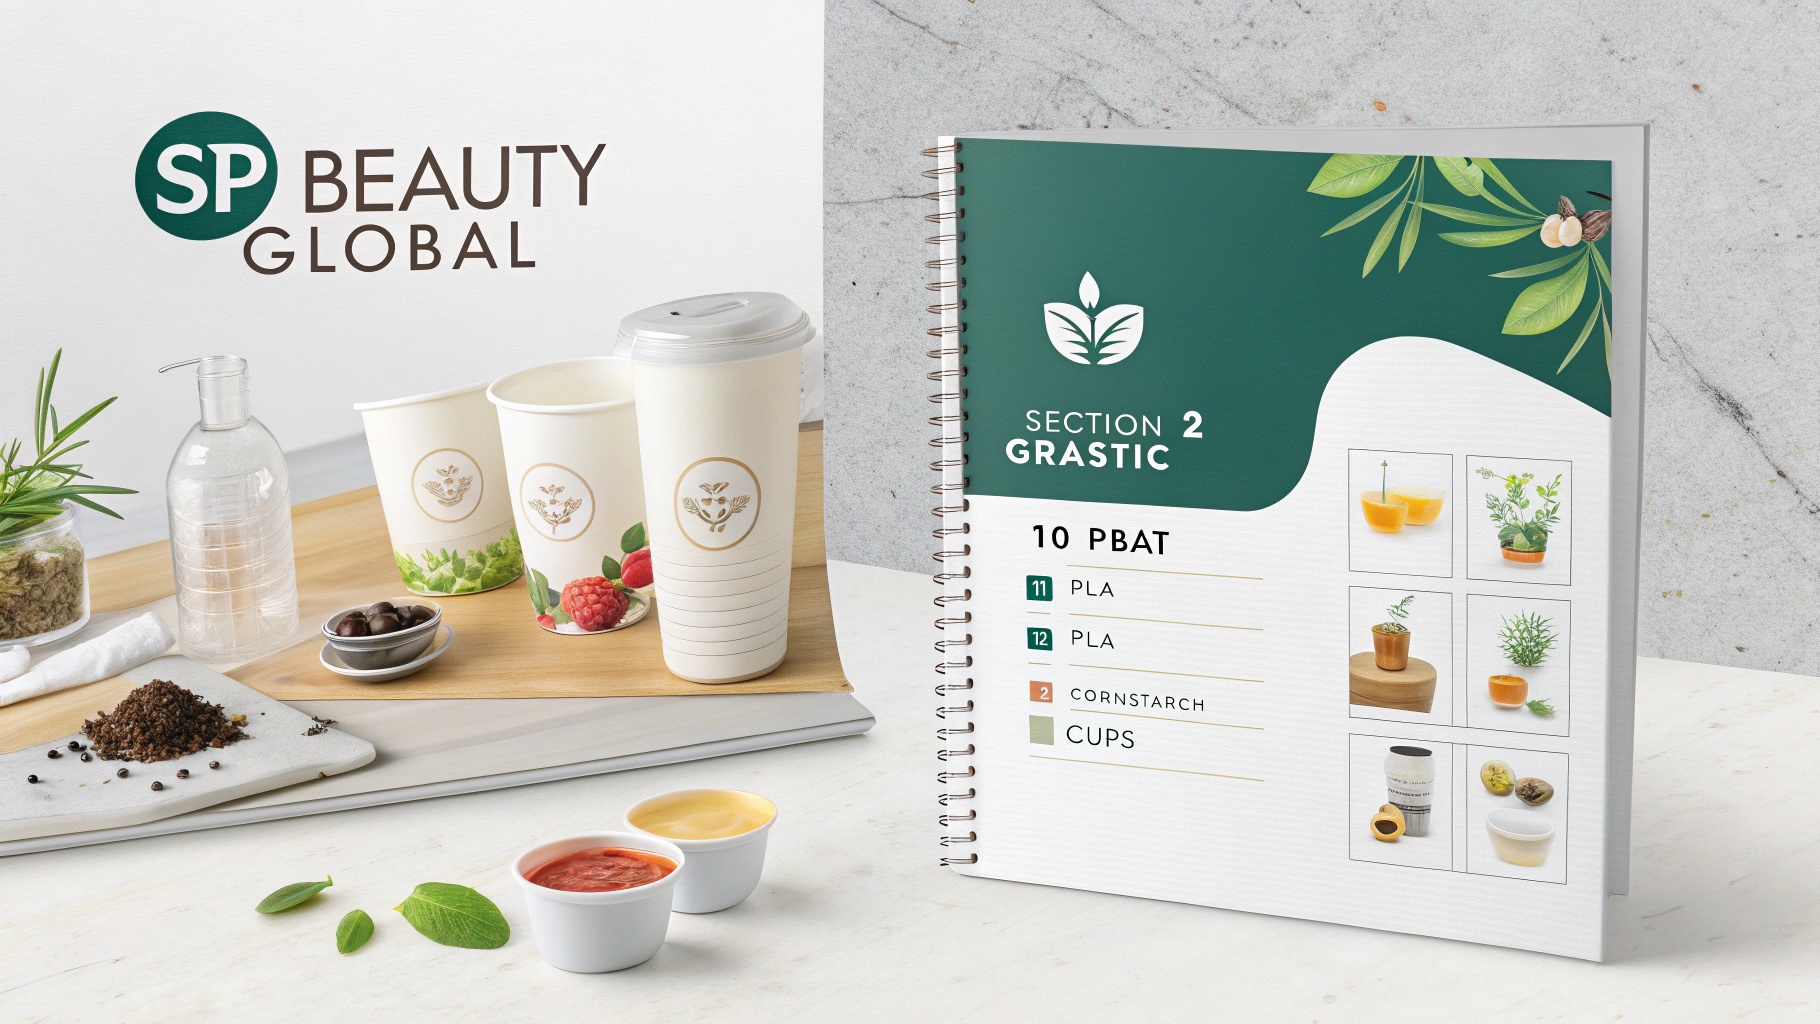 SP BEAUTY
GLOBAL
SECTION 2
GRASTIC
10 PBAT
11 PLA
12 PLA
2 CORNSTARCH
CUPS